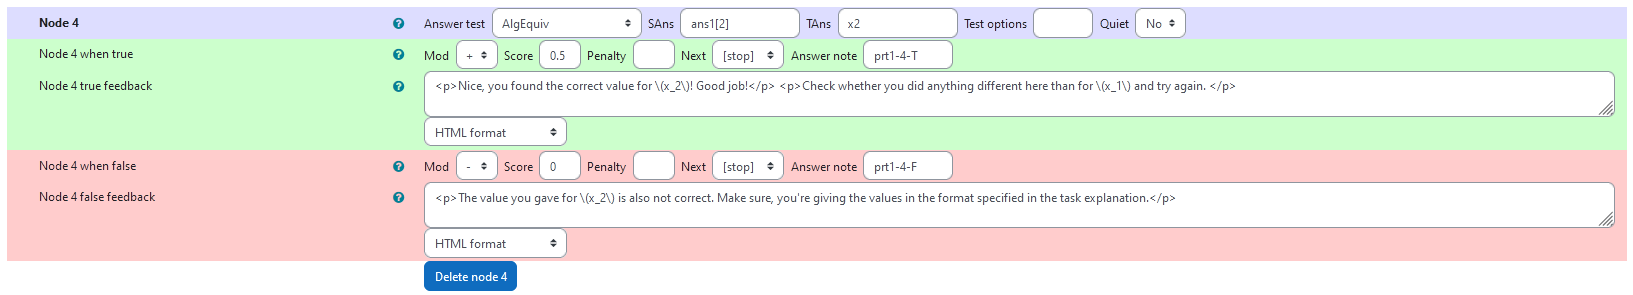 Node 4 Answer test AlgEquiv SAns ans1[2] TAns x2 Test options Quiet No
Node 4 when true Mod + Score 0.5 Penalty Next [stop] Answer note prt1-4-T
Node 4 true feedback <p>Nice, you found the correct value for \(x_2\)! Good job!</p> <p>Check whether you did anything different here than for \(x_1\) and try again. </p>
HTML format
Node 4 when false Mod - Score 0 Penalty Next [stop] Answer note prt1-4-F
Node 4 false feedback <p>The value you gave for \(x_2\) is also not correct. Make sure, you're giving the values in the format specified in the task explanation.</p>
HTML format
Delete node 4